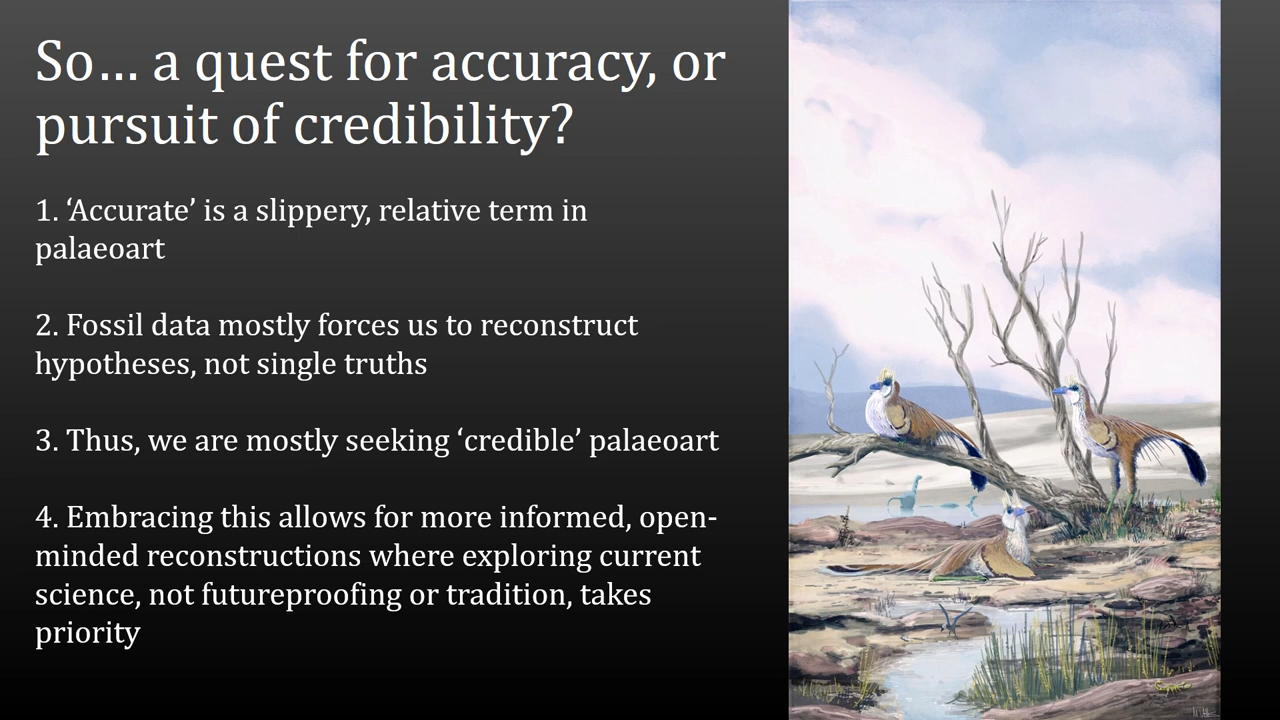 So… a quest for accuracy, or
pursuit of credibility?
1. ‘Accurate’ is a slippery, relative term in
palaeoart
2. Fossil data mostly forces us to reconstruct
hypotheses, not single truths
3. Thus, we are mostly seeking ‘credible’ palaeoart
4. Embracing this allows for more informed, open-
minded reconstructions where exploring current
science, not futureproofing or tradition, takes
priority